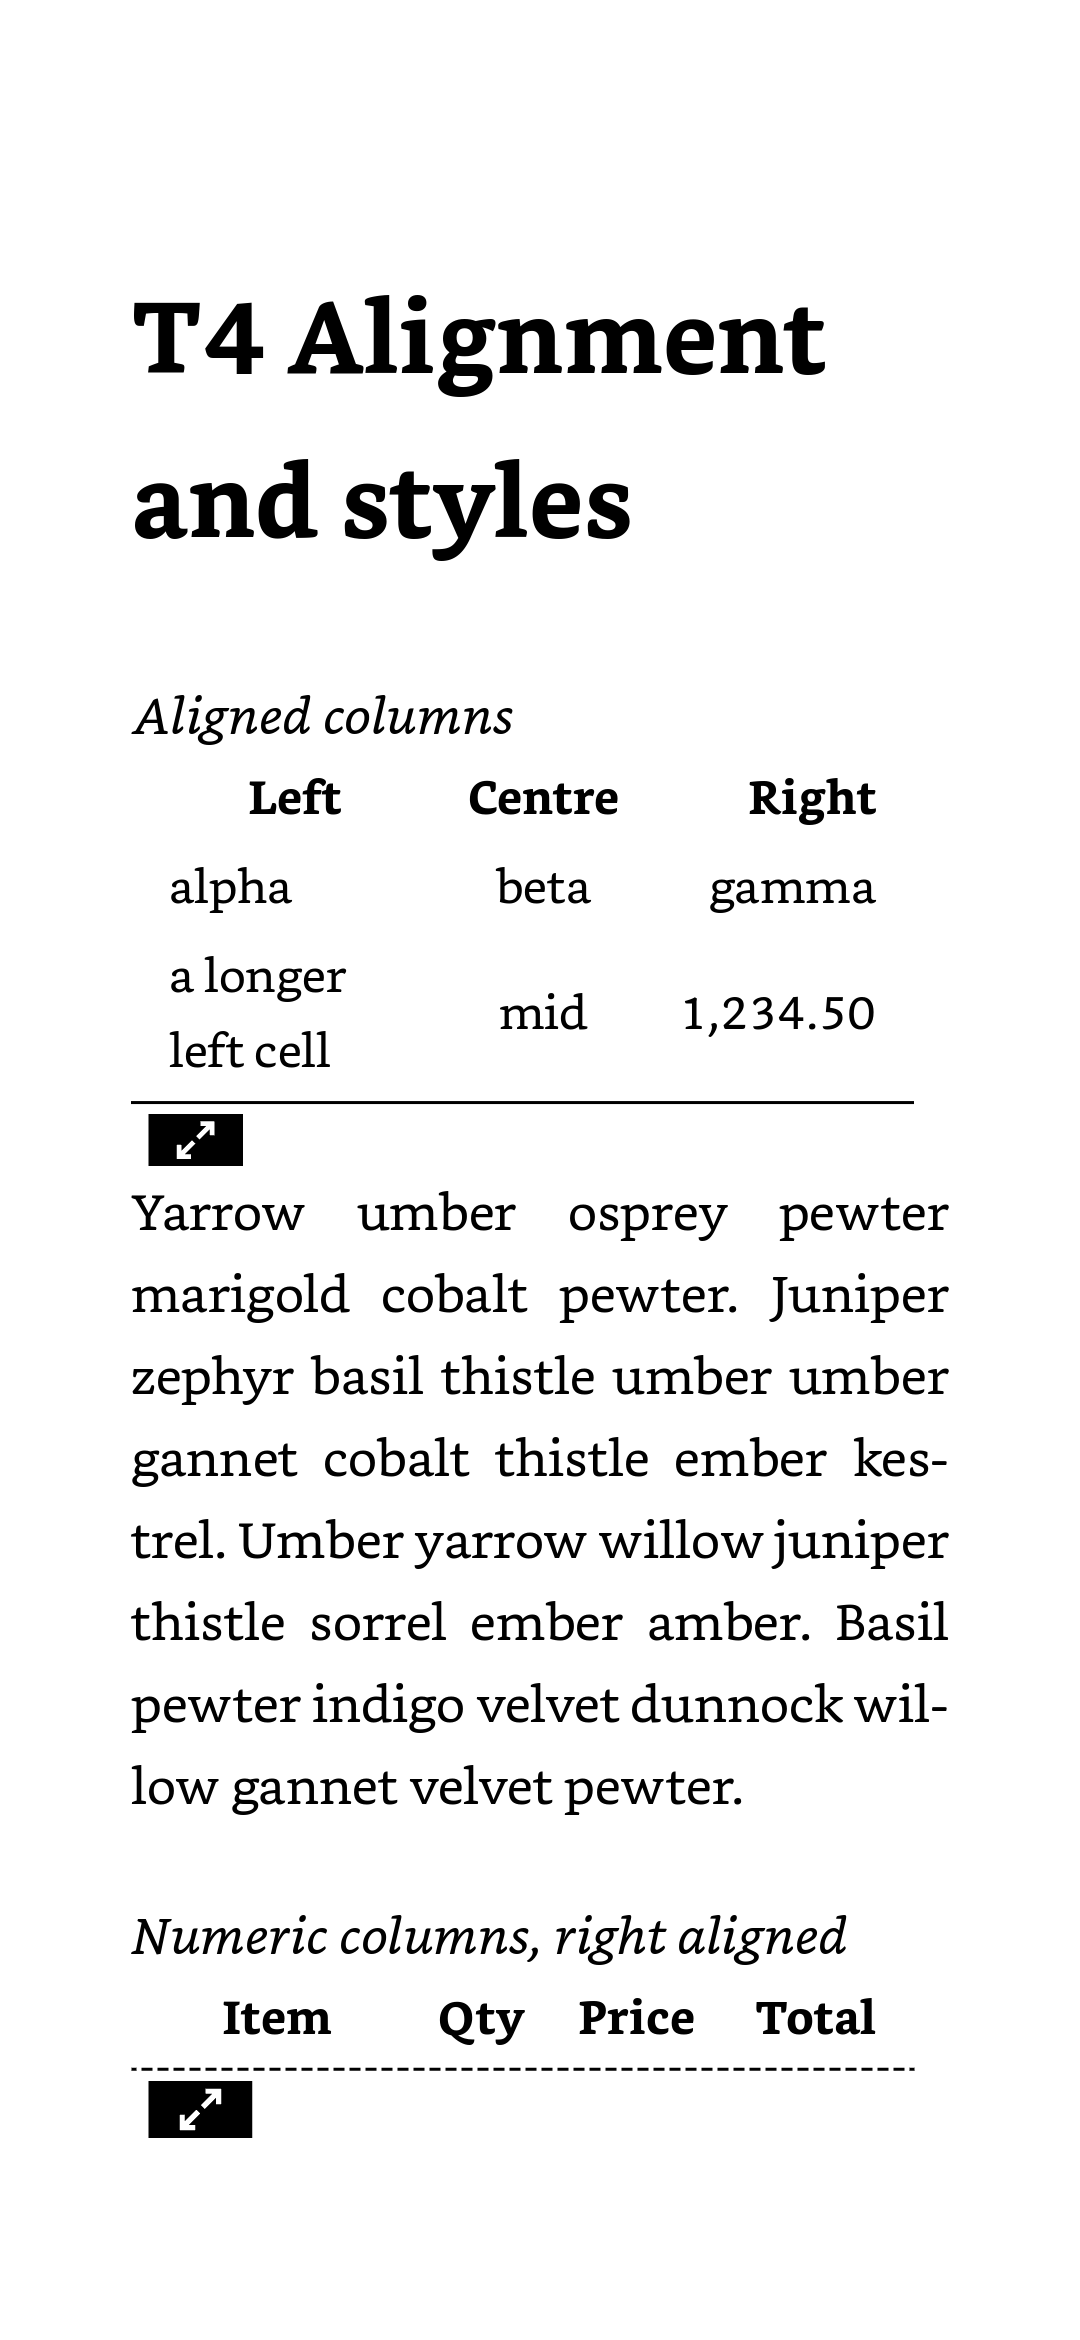 T4 Alignment
and styles
Aligned columns
Left Centre Right
alpha beta gamma
a longer
left cell mid 1,234.50
Yarrow umber osprey pewter
marigold cobalt pewter. Juniper
zephyr basil thistle umber umber
gannet cobalt thistle ember kes-
trel. Umber yarrow willow juniper
thistle sorrel ember amber. Basil
pewter indigo velvet dunnock wil-
low gannet velvet pewter.
Numeric columns, right aligned
Item Qty Price Total